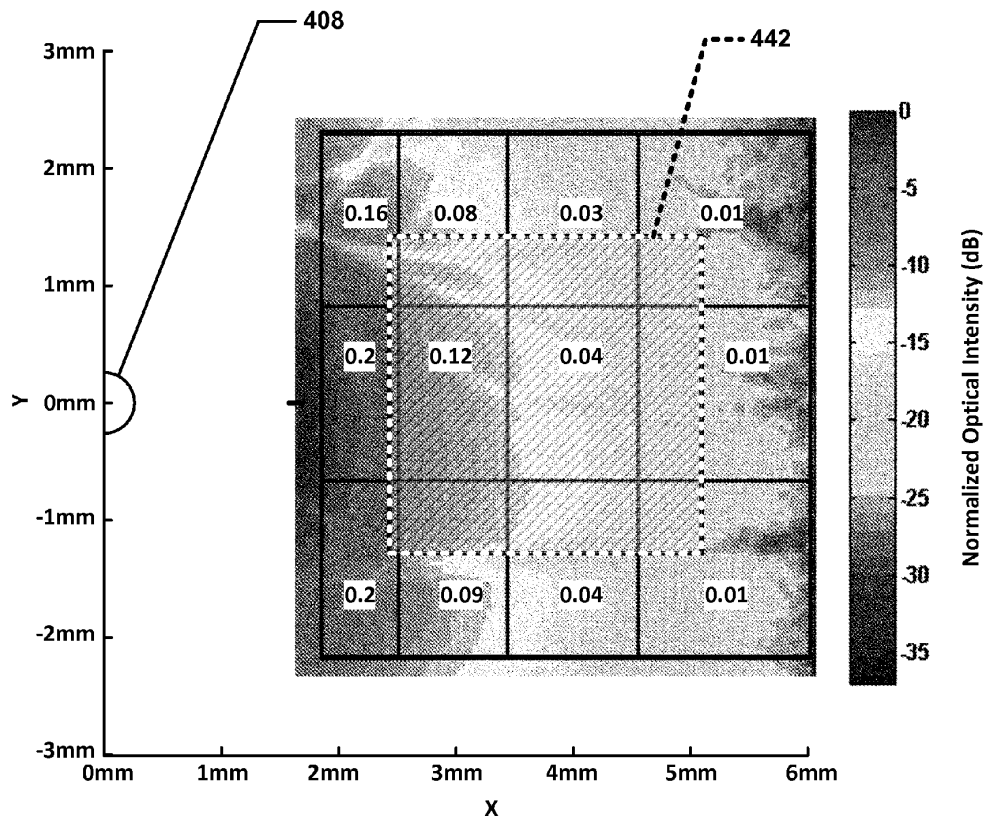 408
442
3mm
2mm
1mm
0mm
-1mm
-2mm
-3mm
Y
0.16 0.08 0.03 0.01
0.2 0.12 0.04 0.01
0.2 0.09 0.04 0.01
0mm 1mm 2mm 3mm 4mm 5mm 6mm
X
0
-5
-10
-15
-20
-25
-30
-35
Normalized Optical Intensity (dB)